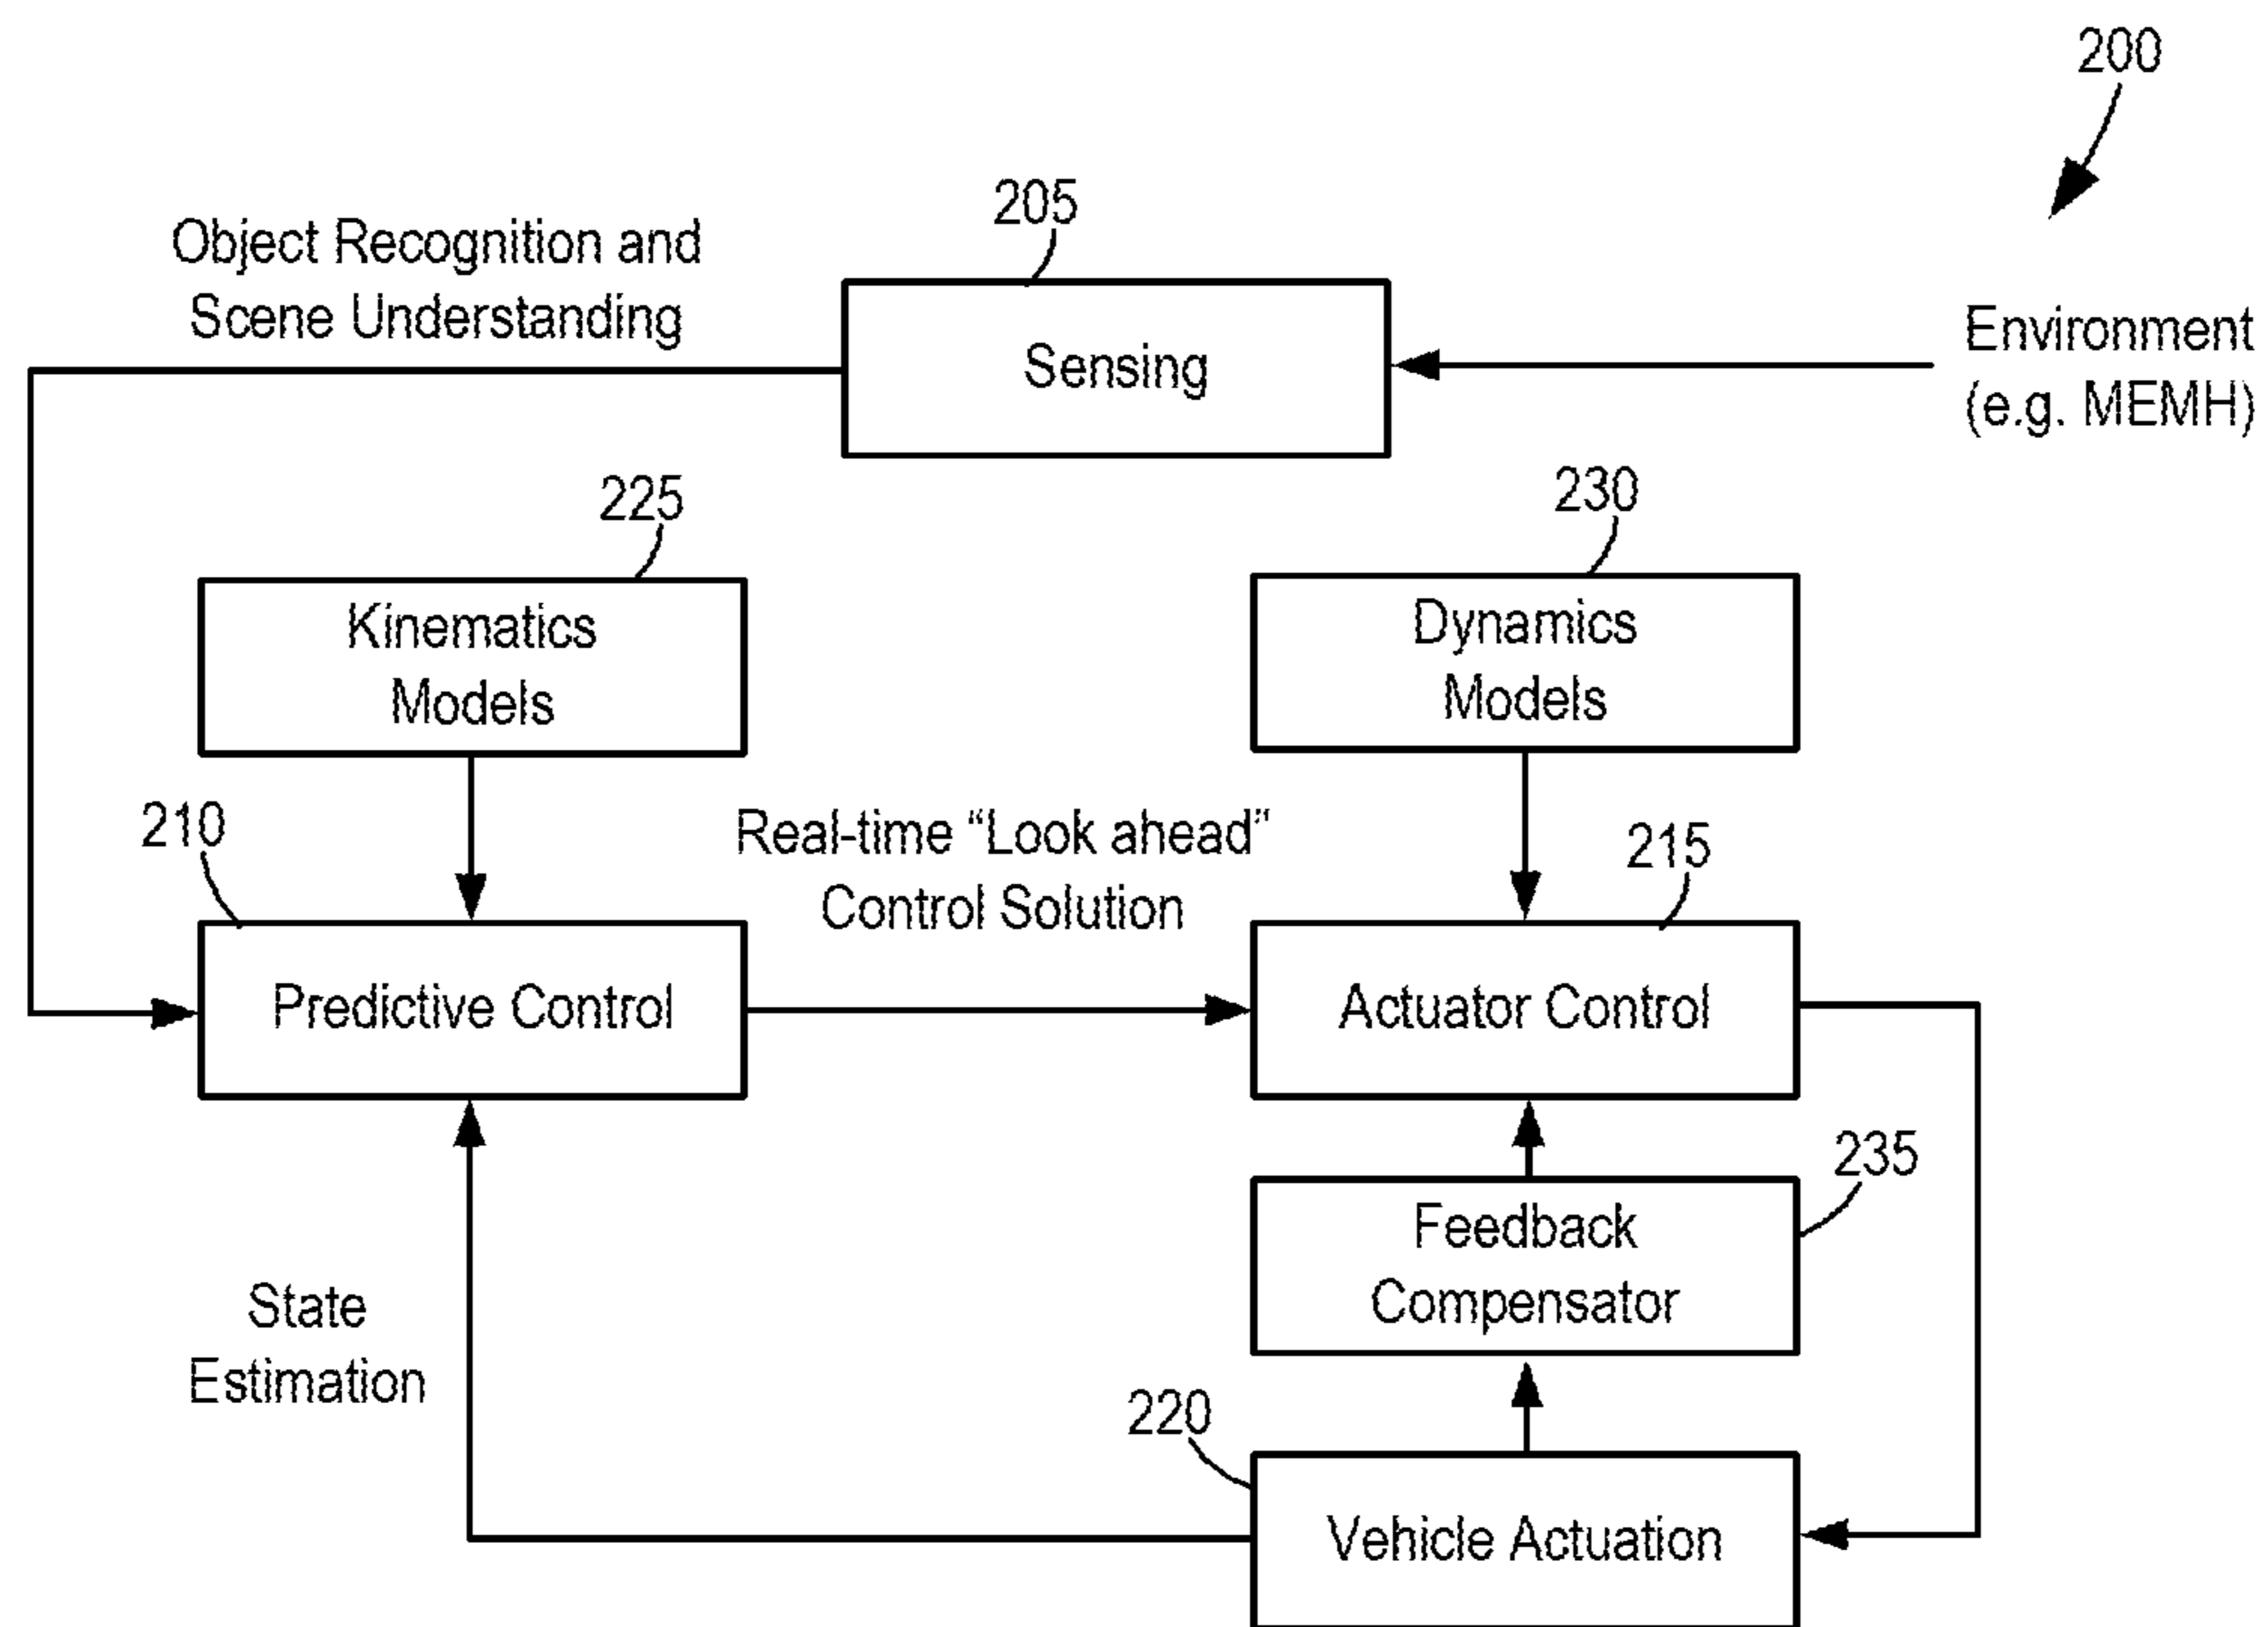 200
205
Object Recognition and
Scene Understanding
Sensing
Environment
(e.g. MEMH)
225
230
Kinematics
Models
Dynamics
Models
210
Real-time “Look ahead”
Control Solution
215
Predictive Control
Actuator Control
235
Feedback
Compensator
State
Estimation
220
Vehicle Actuation